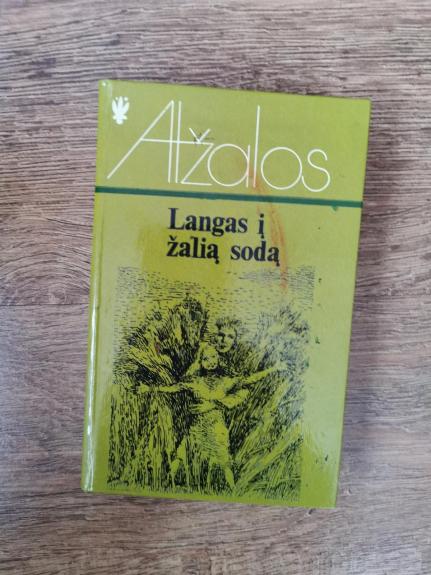 Atžalos
Langas į
žalią sodą